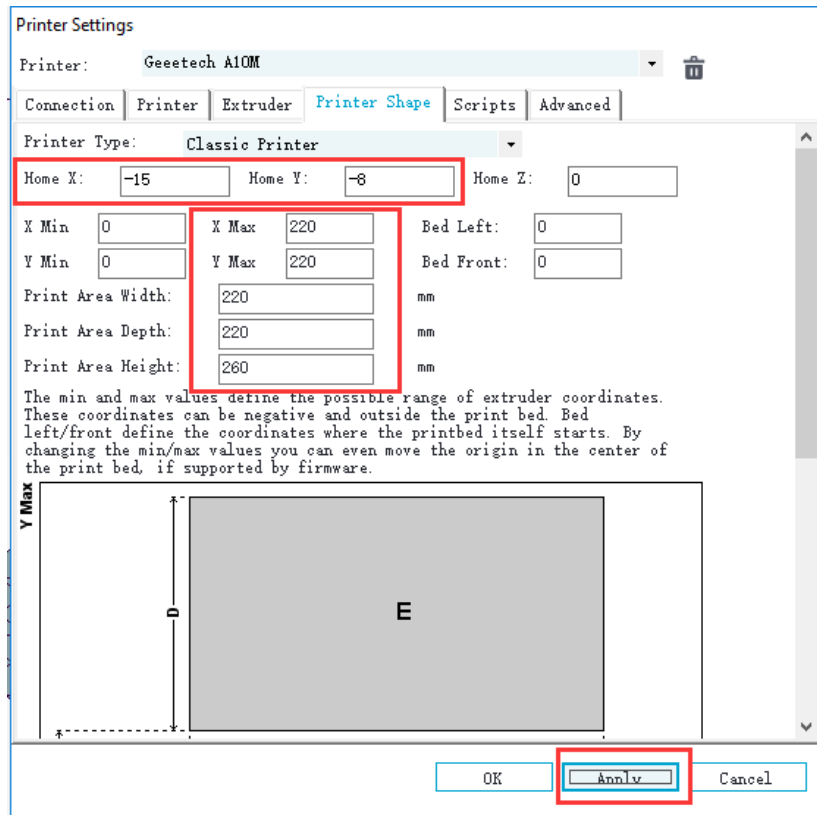 Printer Settings
Printer: Geeetech A10M
Connection Printer Extruder Printer Shape Scripts Advanced
Printer Type: Classic Printer
Home X: -15 Home Y: -8 Home Z: 0
X Min 0 X Max 220 Bed Left: 0
Y Min 0 Y Max 220 Bed Front: 0
Print Area Width: 220 mm
Print Area Depth: 220 mm
Print Area Height: 260 mm
The min and max values define the possible range of extruder coordinates.
These coordinates can be negative and outside the print bed. Bed
left/front define the coordinates where the printbed itself starts. By
changing the min/max values you can even move the origin in the center of
the print bed, if supported by firmware.
Y Max
D
E
OK Apply Cancel